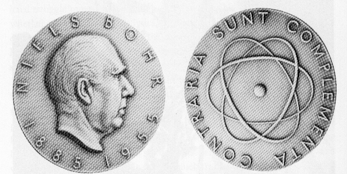 NIELS BOHR
1885 1955
CONTRARIA SUNT COMPLEMENTA